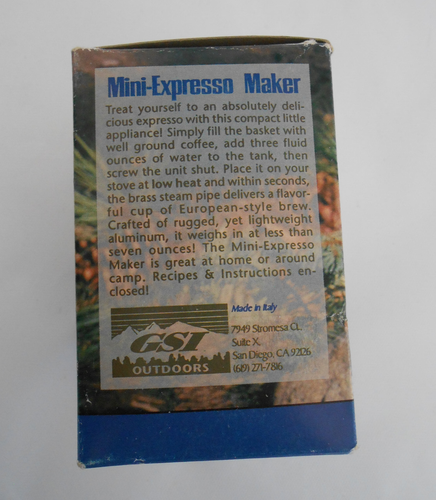 Mini-Expresso Maker
Treat yourself to an absolutely deli-
cious expresso with this compact little
appliance! Simply fill the basket with
well ground coffee, add three fluid
ounces of water to the tank, then
screw the unit shut. Place it on your
stove at low heat and within seconds,
the brass steam pipe delivers a flavor-
ful cup of European-style brew.
Crafted of rugged, yet lightweight
aluminum, it weighs in at less than
seven ounces! The Mini-Expresso
Maker is great at home or around
camp. Recipes & Instructions en-
closed!
Made in Italy
GSI
OUTDOORS
7949 Stromesa Ct.
Suite X
San Diego, CA 92126
(619) 271-7816